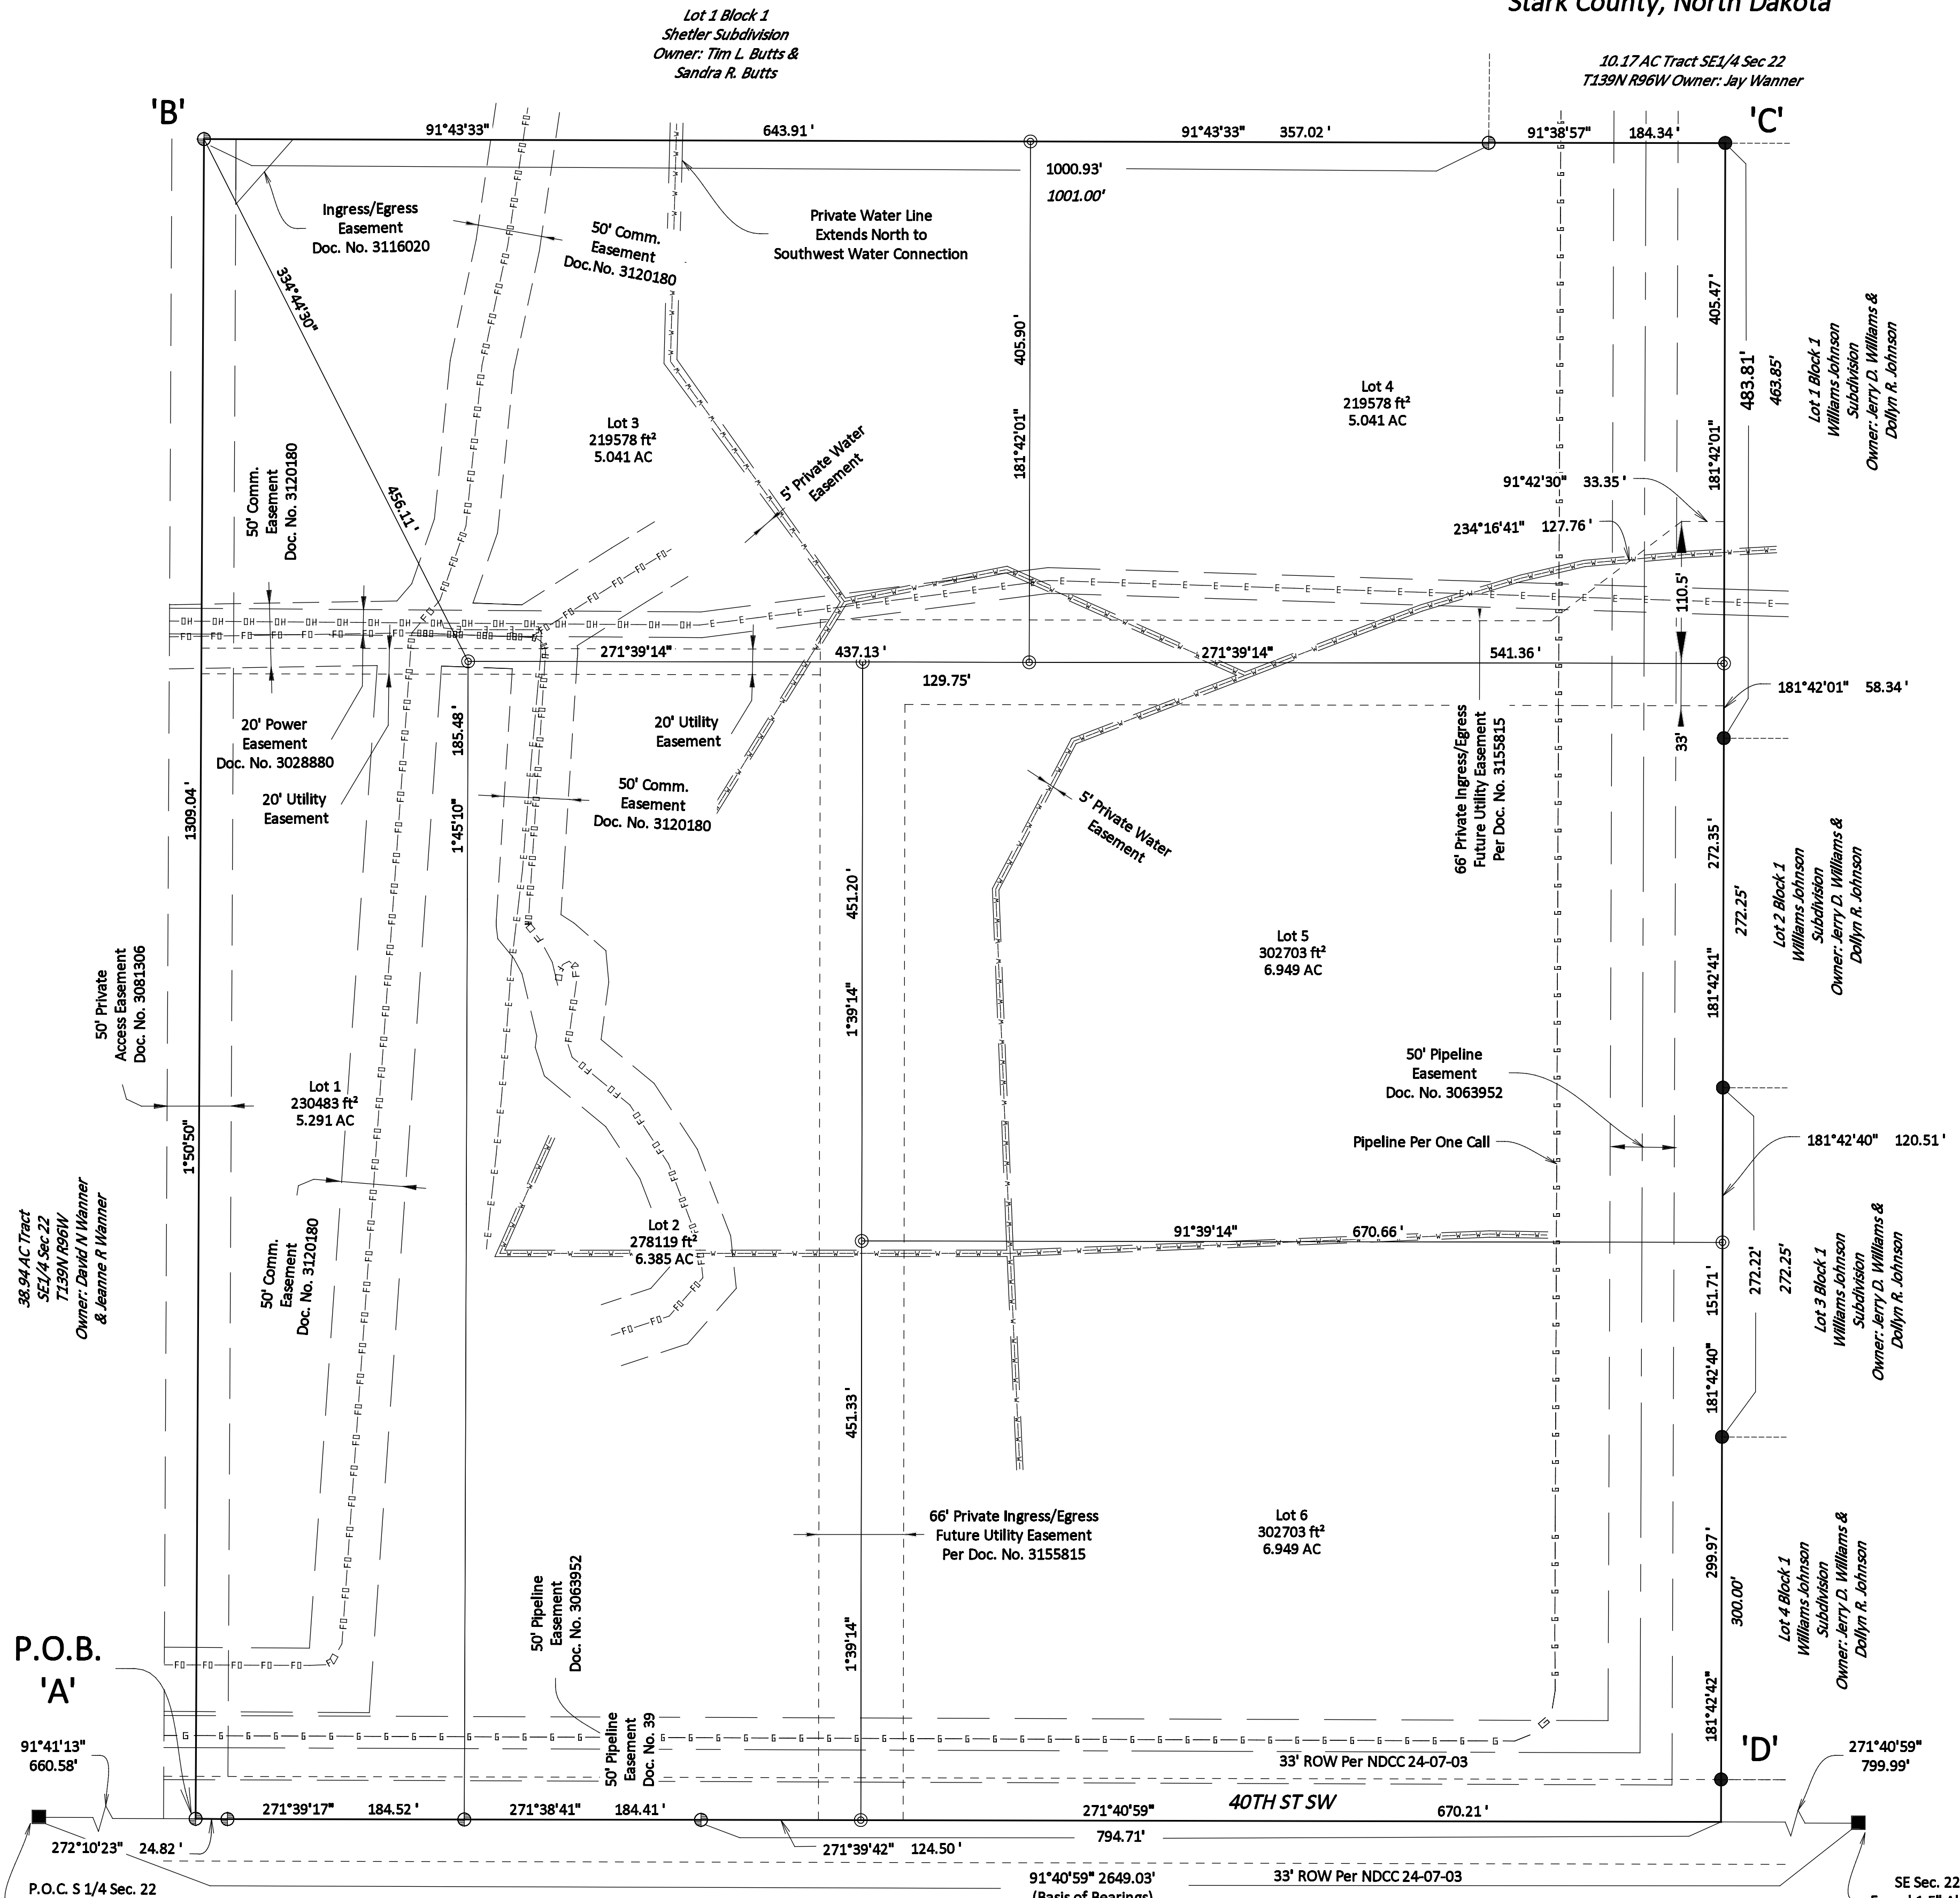 Stark County, North Dakota
Lot 1 Block 1
Shetler Subdivision
Owner: Tim L. Butts &
Sandra R. Butts
10.17 AC Tract SE1/4 Sec 22
T139N R96W Owner: Jay Wanner
'B'
91°43'33"
643.91 '
91°43'33"
357.02 '
91°38'57"
184.34 '
'C'
1000.93'
1001.00'
Ingress/Egress
Easement
Doc. No. 3116020
50' Comm.
Easement
Doc.No. 3120180
Private Water Line
Extends North to
Southwest Water Connection
334°44'30"
456.11 '
405.90 '
181°42'01"
405.47'
181°42'01"
483.81'
463.85'
Lot 1 Block 1
Williams Johnson
Subdivision
Owner: Jerry D. Williams &
Dollyn R. Johnson
Lot 3
219578 ft²
5.041 AC
Lot 4
219578 ft²
5.041 AC
50' Comm.
Easement
Doc. No. 3120180
5' Private Water
Easement
91°42'30" 33.35 '
234°16'41" 127.76 '
110.5'
271°39'14"
437.13 '
271°39'14"
541.36 '
129.75'
181°42'01" 58.34 '
33'
20' Power
Easement
Doc. No. 3028880
20' Utility
Easement
185.48'
1°45'10"
20' Utility
Easement
50' Comm.
Easement
Doc. No. 3120180
5' Private Water
Easement
66' Private Ingress/Egress
Future Utility Easement
Per Doc. No. 3155815
1309.04 '
1°50'50"
451.20 '
1°39'14"
272.35 '
272.25'
181°42'41"
Lot 2 Block 1
Williams Johnson
Subdivision
Owner: Jerry D. Williams &
Dollyn R. Johnson
50' Private
Access Easement
Doc. No. 3081306
Lot 5
302703 ft²
6.949 AC
50' Pipeline
Easement
Doc. No. 3063952
Pipeline Per One Call
Lot 1
230483 ft²
5.291 AC
181°42'40" 120.51 '
38.94 AC Tract
SE1/4 Sec 22
T139N R96W
Owner: David N Wanner
& Jeanne R Wanner
50' Comm.
Easement
Doc. No. 3120180
Lot 2
278119 ft²
6.385 AC
91°39'14"
670.66 '
151.71 '
181°42'40"
272.22'
272.25'
Lot 3 Block 1
Williams Johnson
Subdivision
Owner: Jerry D. Williams &
Dollyn R. Johnson
451.33 '
1°39'14"
66' Private Ingress/Egress
Future Utility Easement
Per Doc. No. 3155815
Lot 6
302703 ft²
6.949 AC
299.97'
300.00'
181°42'42"
Lot 4 Block 1
Williams Johnson
Subdivision
Owner: Jerry D. Williams &
Dollyn R. Johnson
50' Pipeline
Easement
Doc. No. 3063952
50' Pipeline
Easement
Doc. No. 39
P.O.B.
'A'
91°41'13"
660.58'
'D'
271°40'59"
799.99'
33' ROW Per NDCC 24-07-03
40TH ST SW
271°39'17"
184.52 '
271°38'41"
184.41 '
271°40'59"
670.21 '
272°10'23" 24.82 '
271°39'42" 124.50 '
794.71'
91°40'59" 2649.03'
(Basis of Bearings)
33' ROW Per NDCC 24-07-03
P.O.C. S 1/4 Sec. 22
SE Sec. 22